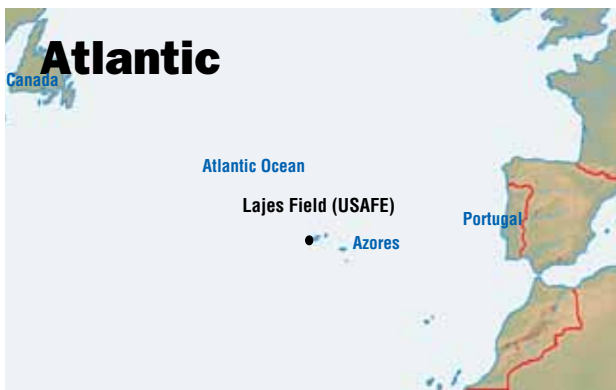 Atlantic
Canada
Atlantic Ocean
Lajes Field (USAFE)
Portugal
Azores